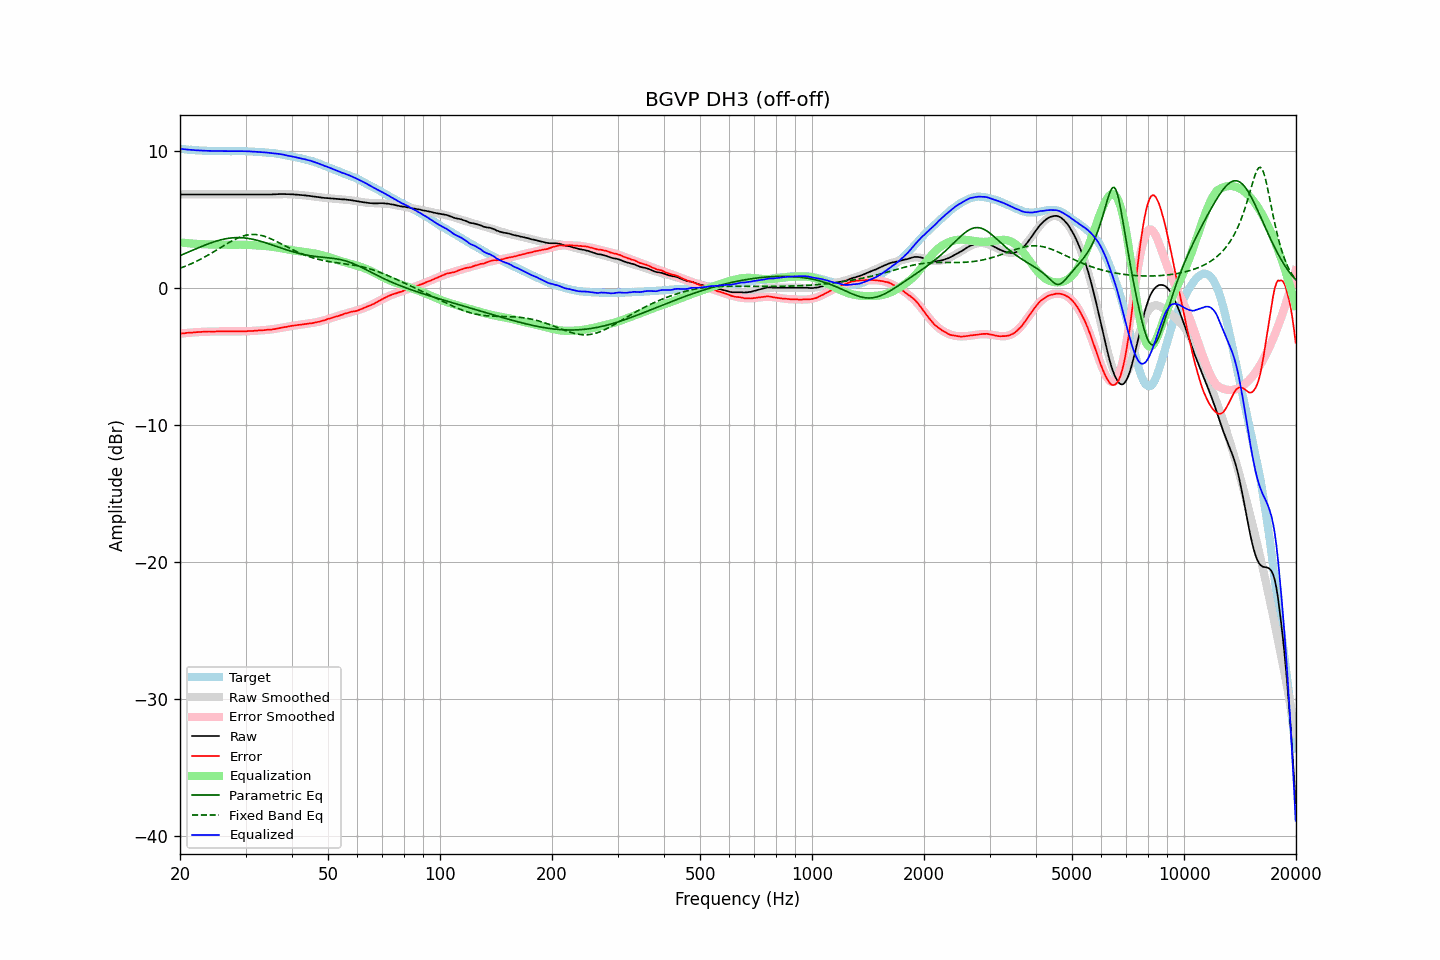 BGVP DH3 (off-off)
Amplitude (dBr)
10
0
−10
−20
−30
−40
Target
Raw Smoothed
Error Smoothed
Raw
Error
Equalization
Parametric Eq
Fixed Band Eq
Equalized
20 50 100 200 500 1000 2000 5000 10000 20000
Frequency (Hz)